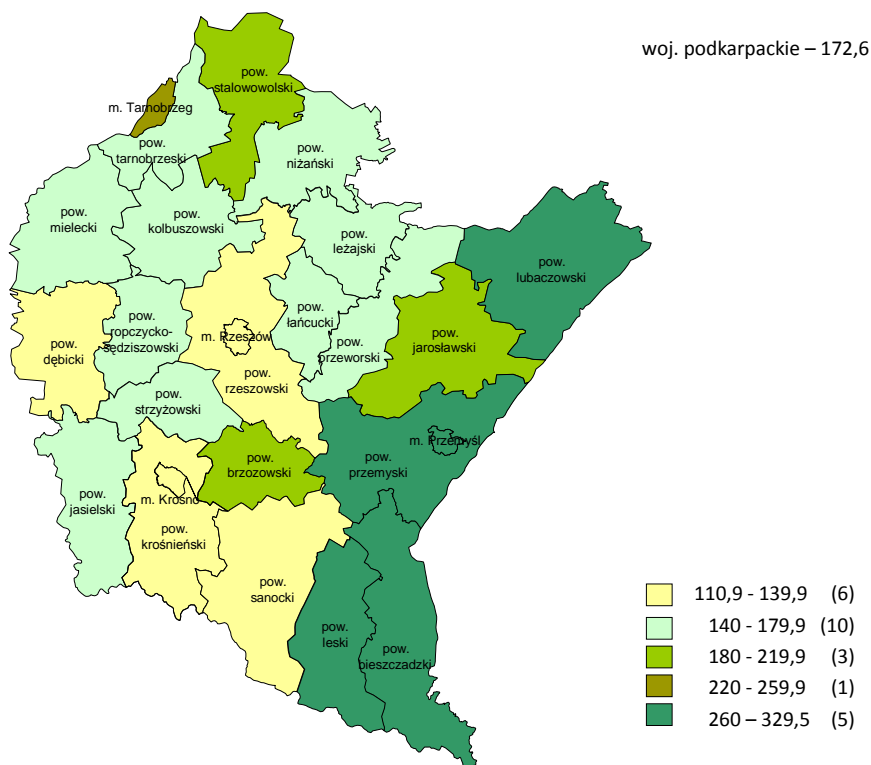 woj. podkarpackie – 172,6
pow.
stalowowolski
m. Tarnobrzeg
pow.
tarnobrzeski
pow.
niżański
pow.
mielecki
pow.
kolbuszowski
pow.
leżajski
pow.
lubaczowski
pow.
dębicki
pow.
ropczycko-
sędziszowski
m. Rzeszów
pow.
rzeszowski
pow.
łańcucki
pow.
przeworski
pow.
jarosławski
pow.
strzyżowski
pow.
brzozowski
m. Przemyśl
pow.
przemyski
pow.
jasielski
m. Krosno
pow.
krośnieński
pow.
sanocki
pow.
leski
pow.
bieszczadzki
110,9 - 139,9 (6)
140 - 179,9 (10)
180 - 219,9 (3)
220 - 259,9 (1)
260 – 329,5 (5)